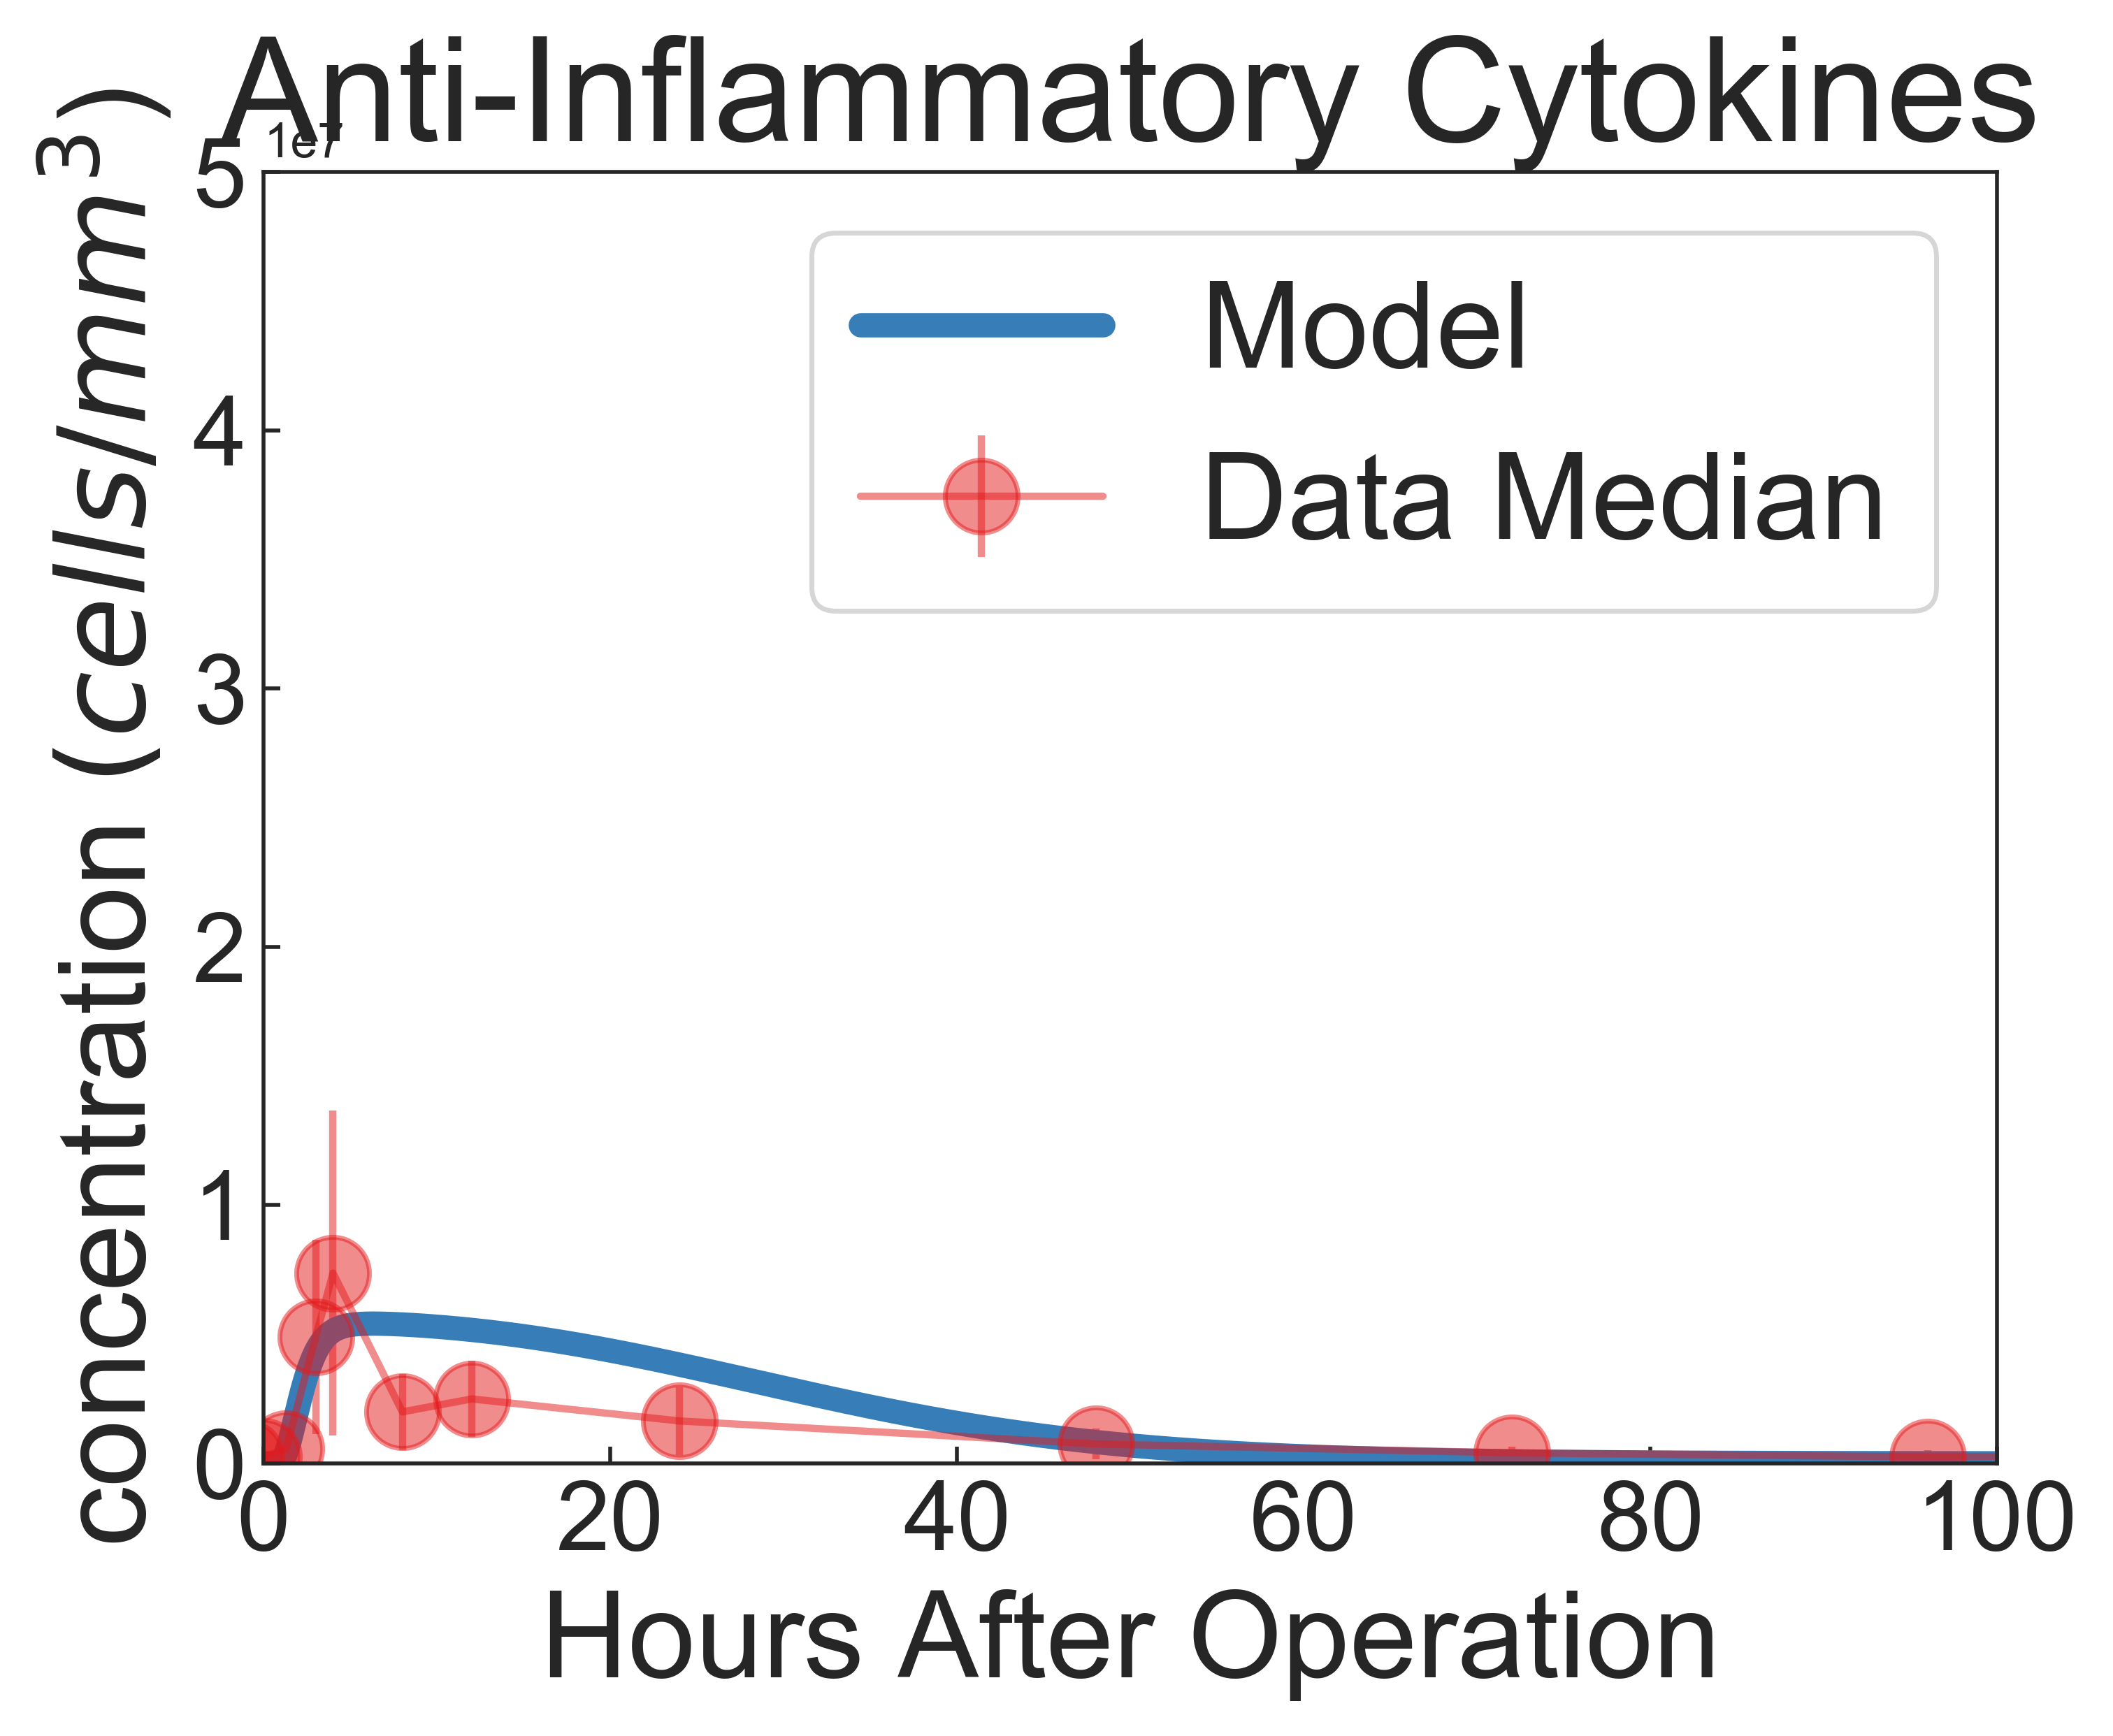 Anti-Inflammatory Cytokines
1e7
comcentration (cells/mm³)
5
4
3
2
1
0
Model
Data Median
0 20 40 60 80 100
Hours After Operation